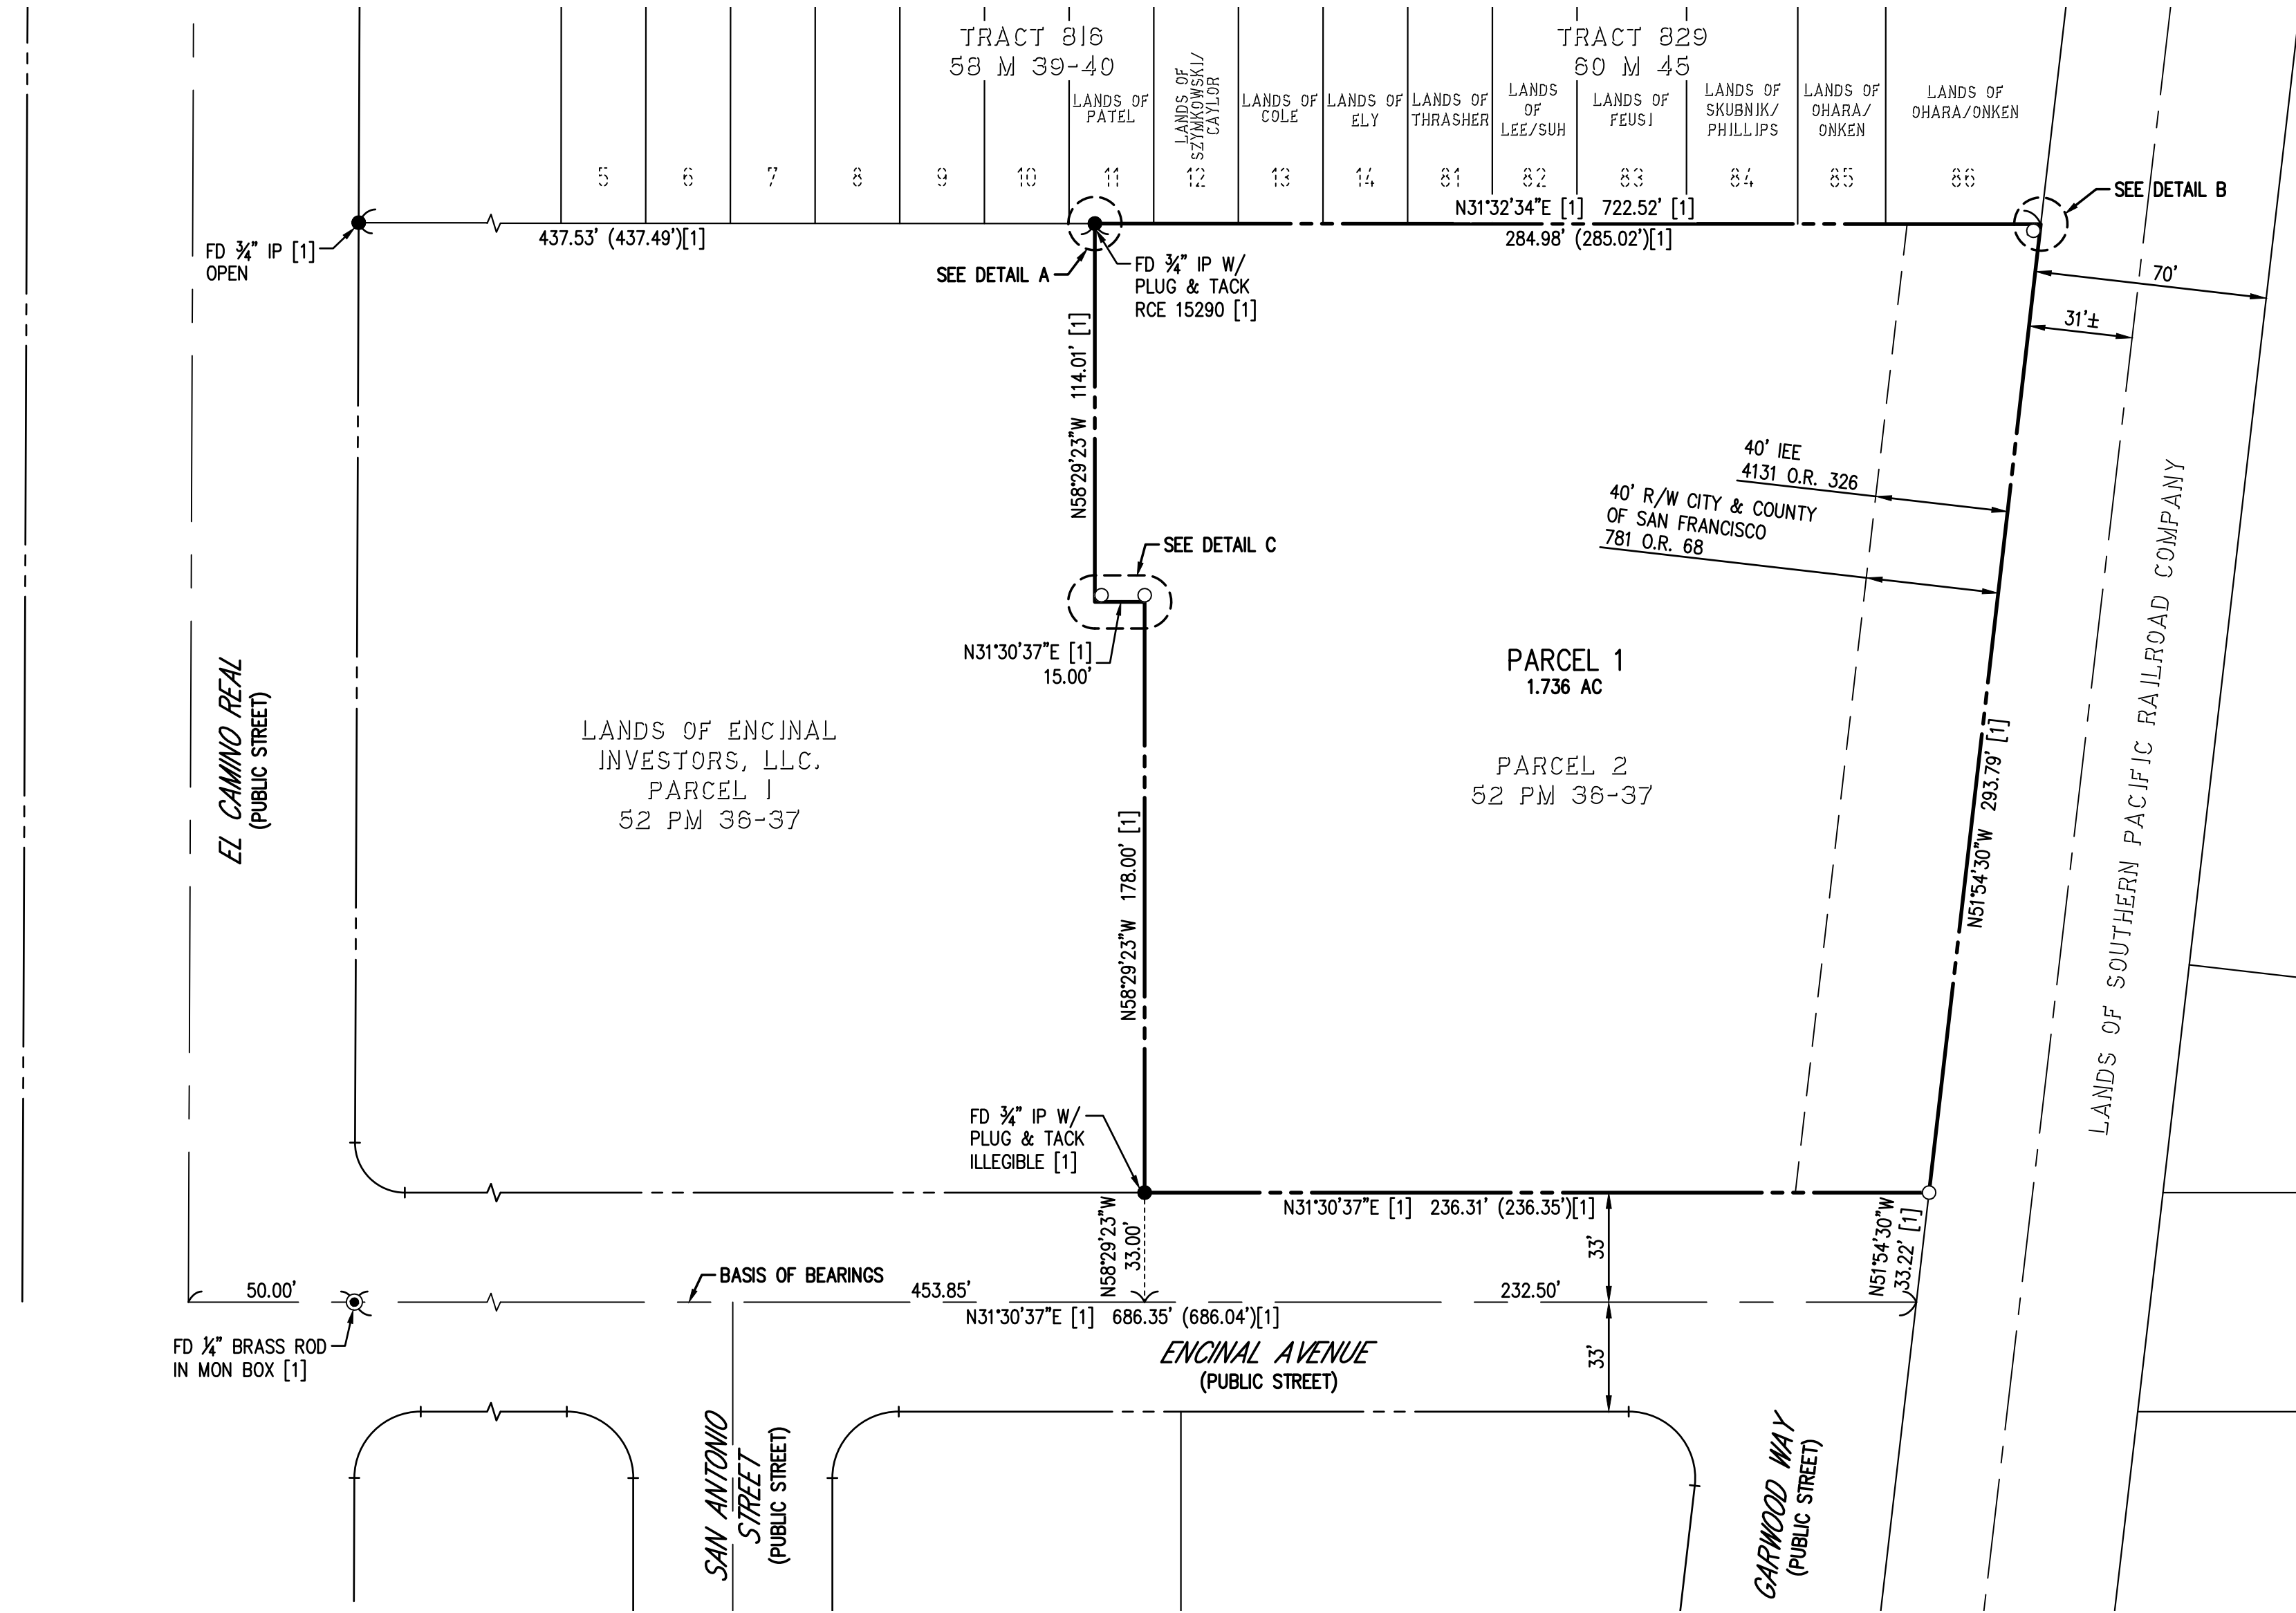 TRACT 816
58 M 39-40
TRACT 829
60 M 45
LANDS OF
PATEL
LANDS OF
SZYMKOWSKI/
CAYLOR
LANDS OF
COLE
LANDS OF
ELY
LANDS OF
THRASHER
LANDS
OF
LEE/SUH
LANDS OF
FEUSI
LANDS OF
SKUBNIK/
PHILLIPS
LANDS OF
OHARA/
ONKEN
LANDS OF
OHARA/ONKEN
5
6
7
8
9
10
11
12
13
14
81
82
83
84
85
86
SEE DETAIL B
N31°32'34"E [1] 722.52' [1]
437.53' (437.49')[1]
284.98' (285.02')[1]
FD 3/4" IP [1]
OPEN
SEE DETAIL A
FD 3/4" IP W/
PLUG & TACK
RCE 15290 [1]
70'
31'±
N58°29'23"W 114.01' [1]
40' IEE
4131 O.R. 326
40' R/W CITY & COUNTY
OF SAN FRANCISCO
781 O.R. 68
SEE DETAIL C
N31°30'37"E [1]
15.00'
PARCEL 1
1.736 AC
LANDS OF ENCINAL
INVESTORS, LLC.
PARCEL 1
52 PM 36-37
PARCEL 2
52 PM 36-37
EL CAMINO REAL
(PUBLIC STREET)
N58°29'23"W 178.00' [1]
N51°54'30"W 293.79' [1]
LANDS OF SOUTHERN PACIFIC RAILROAD COMPANY
FD 3/4" IP W/
PLUG & TACK
ILLEGIBLE [1]
N31°30'37"E [1] 236.31' (236.35')[1]
N58°29'23"W
33.00'
33'
N51°54'30"W
33.22' [1]
50.00'
BASIS OF BEARINGS
453.85'
232.50'
N31°30'37"E [1] 686.35' (686.04')[1]
FD 1/4" BRASS ROD
IN MON BOX [1]
ENCINAL AVENUE
(PUBLIC STREET)
33'
SAN ANTONIO
STREET
(PUBLIC STREET)
GARWOOD WAY
(PUBLIC STREET)